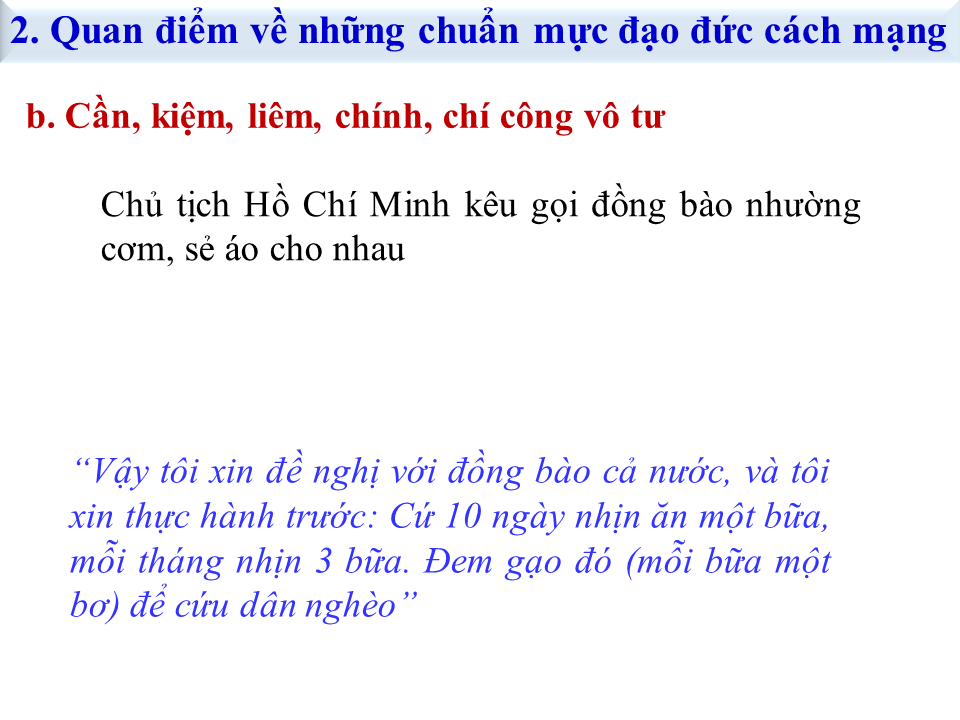 2. Quan điểm về những chuẩn mực đạo đức cách mạng
b. Cần, kiệm, liêm, chính, chí công vô tư
Chủ tịch Hồ Chí Minh kêu gọi đồng bào nhường
cơm, sẻ áo cho nhau
“Vậy tôi xin đề nghị với đồng bào cả nước, và tôi
xin thực hành trước: Cứ 10 ngày nhịn ăn một bữa,
mỗi tháng nhịn 3 bữa. Đem gạo đó (mỗi bữa một
bơ) để cứu dân nghèo”